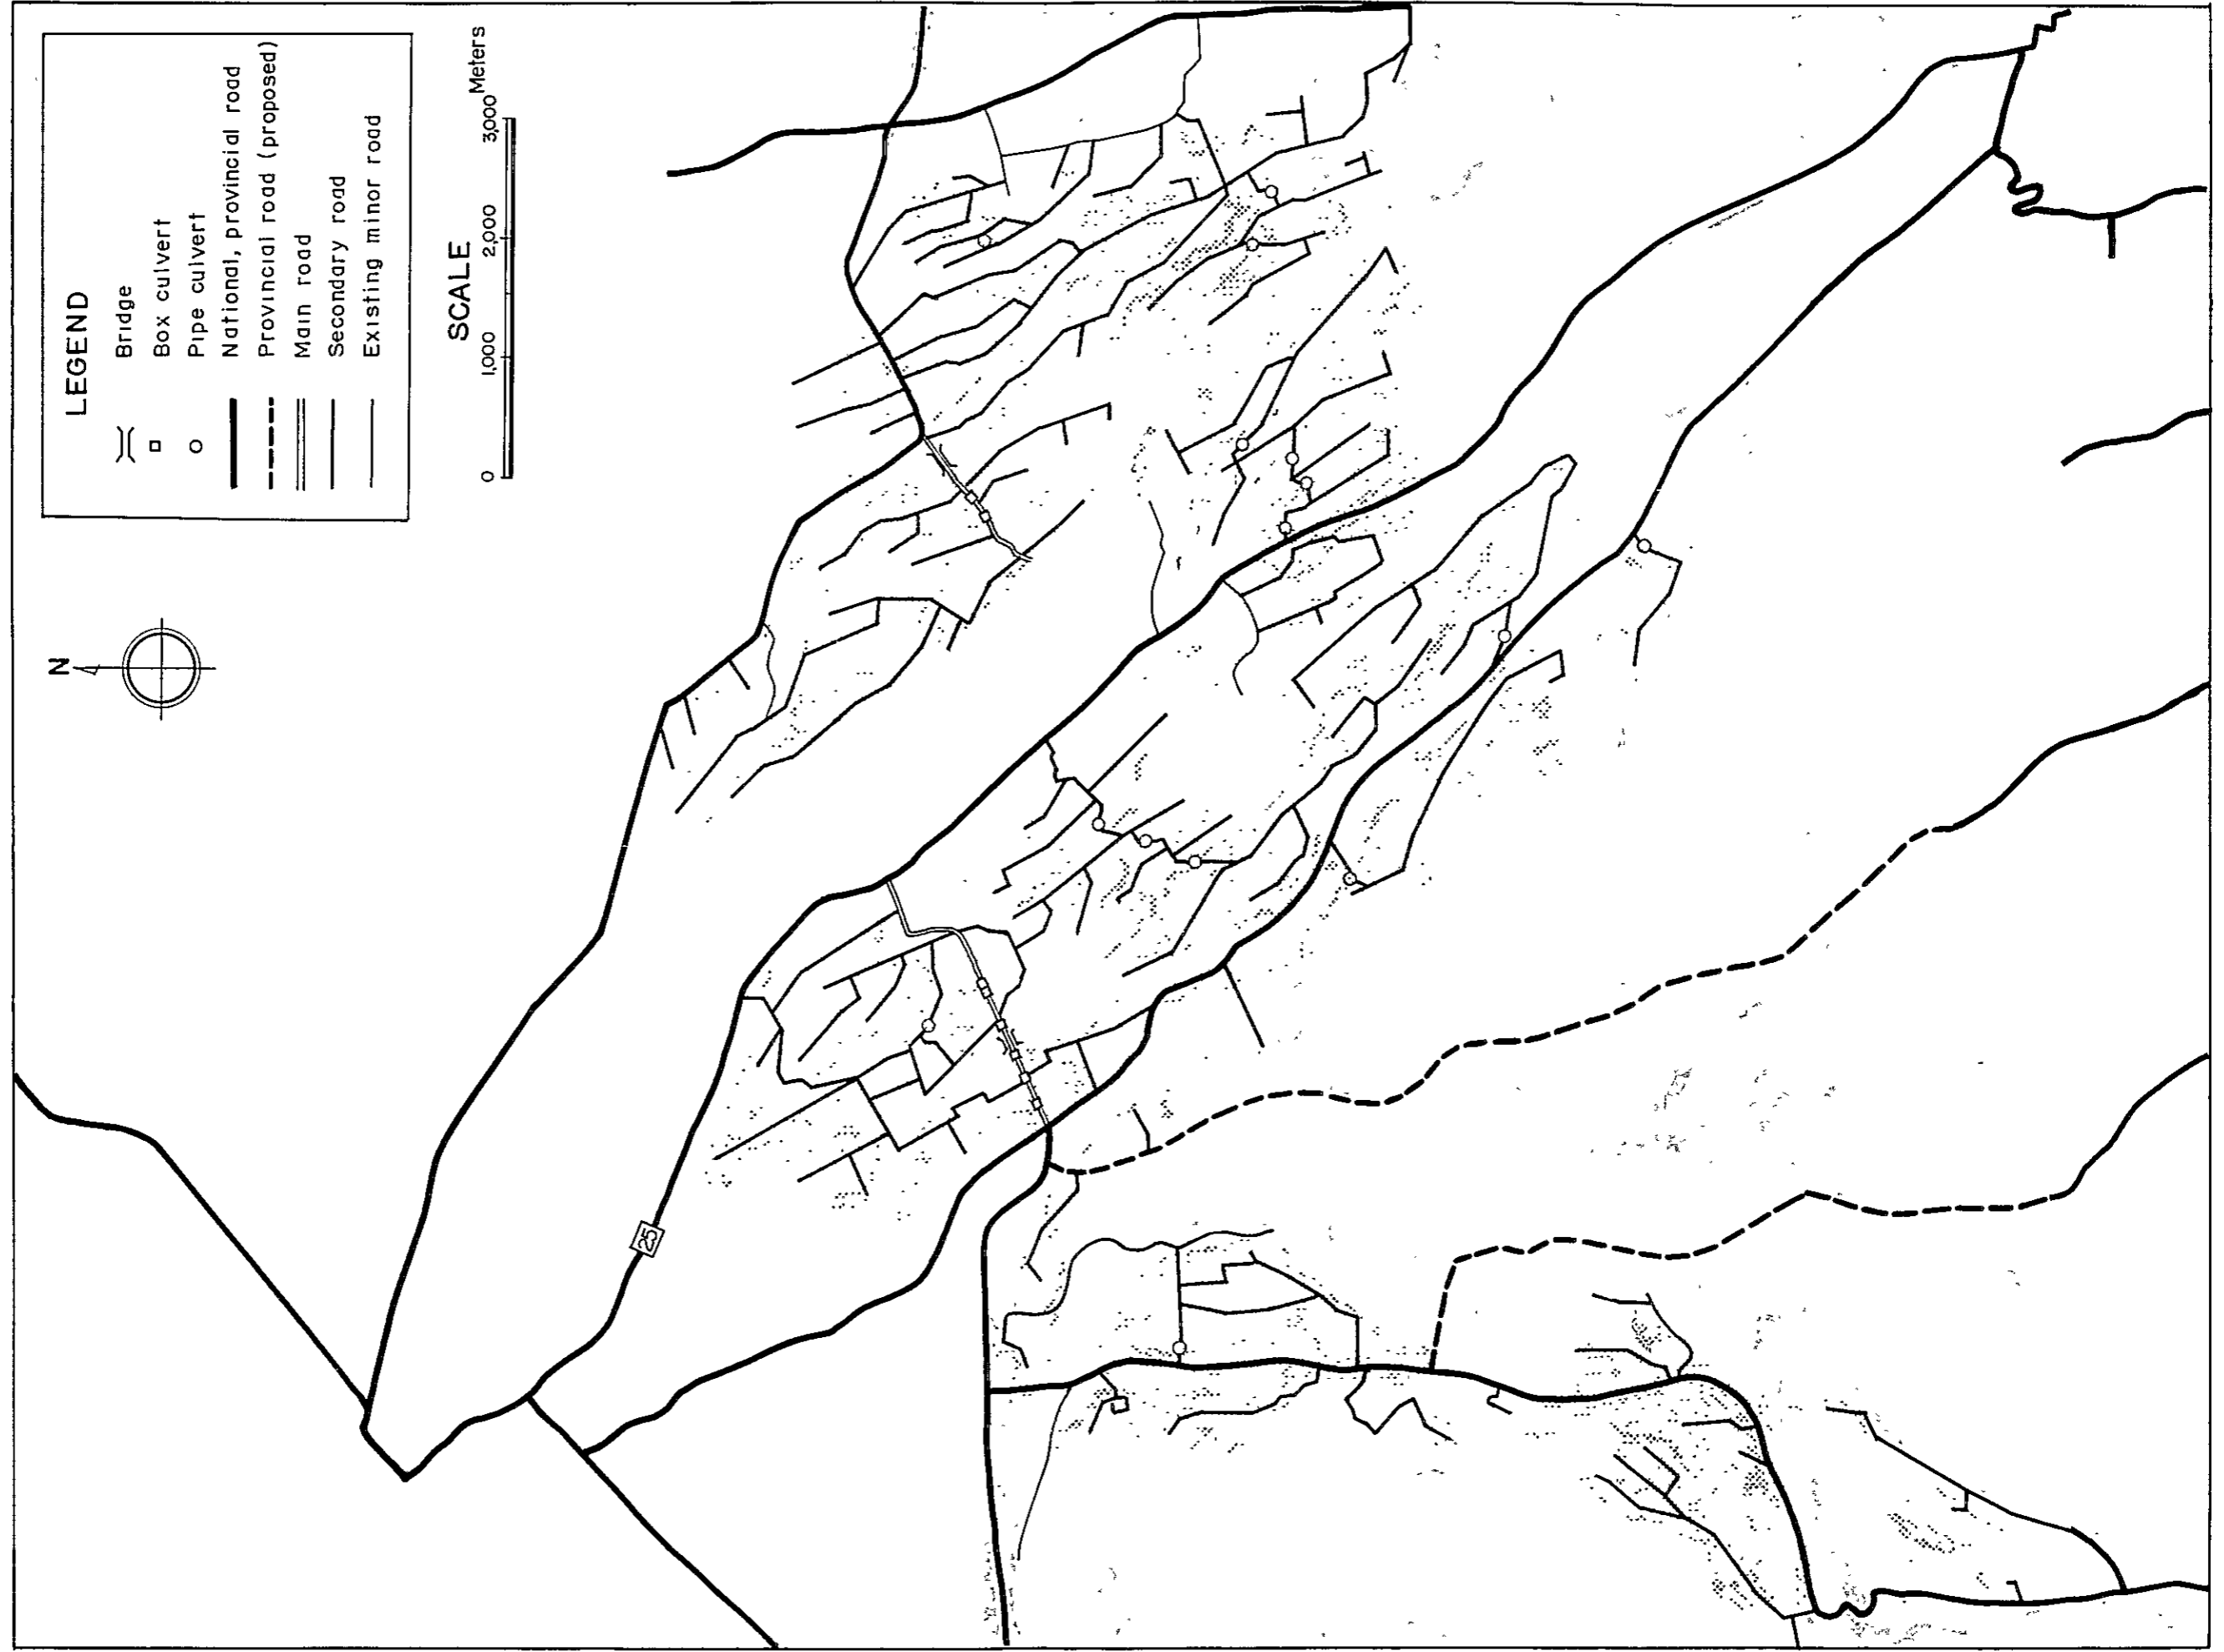 LEGEND
Bridge
Box culvert
Pipe culvert
National, provincial road
Provincial road (proposed)
Main road
Secondary road
Existing minor road
SCALE
0 1,000 2,000 3,000 Meters
N
25